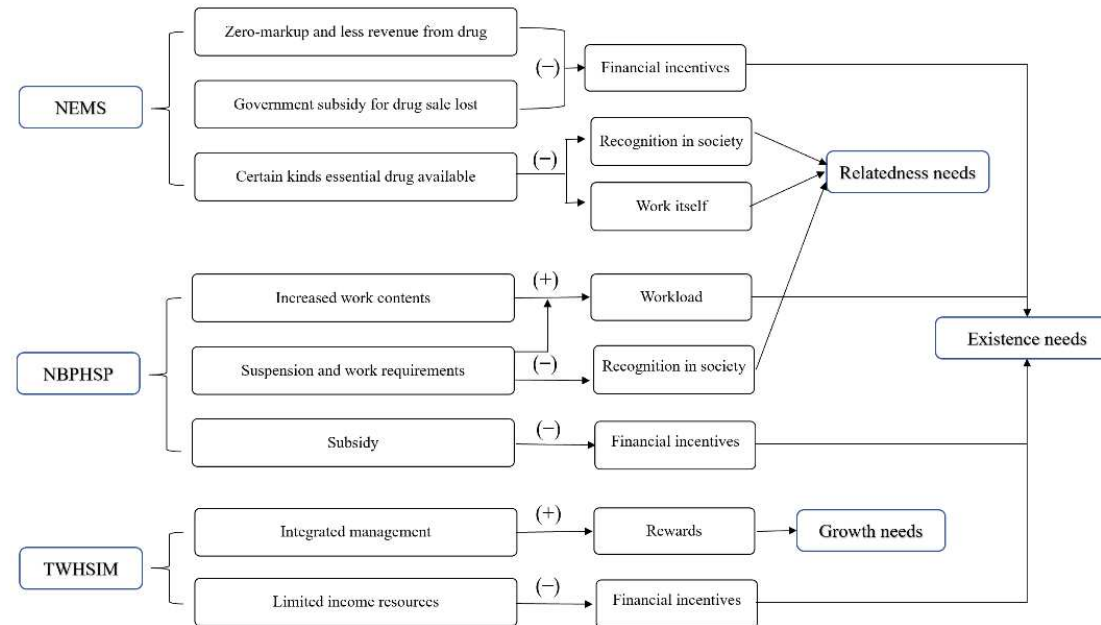 Zero-markup and less revenue from drug
(−)
Financial incentives
NEMS
Government subsidy for drug sale lost
Recognition in society
(−)
Certain kinds essential drug available
Relatedness needs
Work itself
(+)
Increased work contents
Workload
Existence needs
NBPHSP
Suspension and work requirements
(−)
Recognition in society
(−)
Subsidy
Financial incentives
(+)
Integrated management
Rewards
Growth needs
TWHSIM
(−)
Limited income resources
Financial incentives